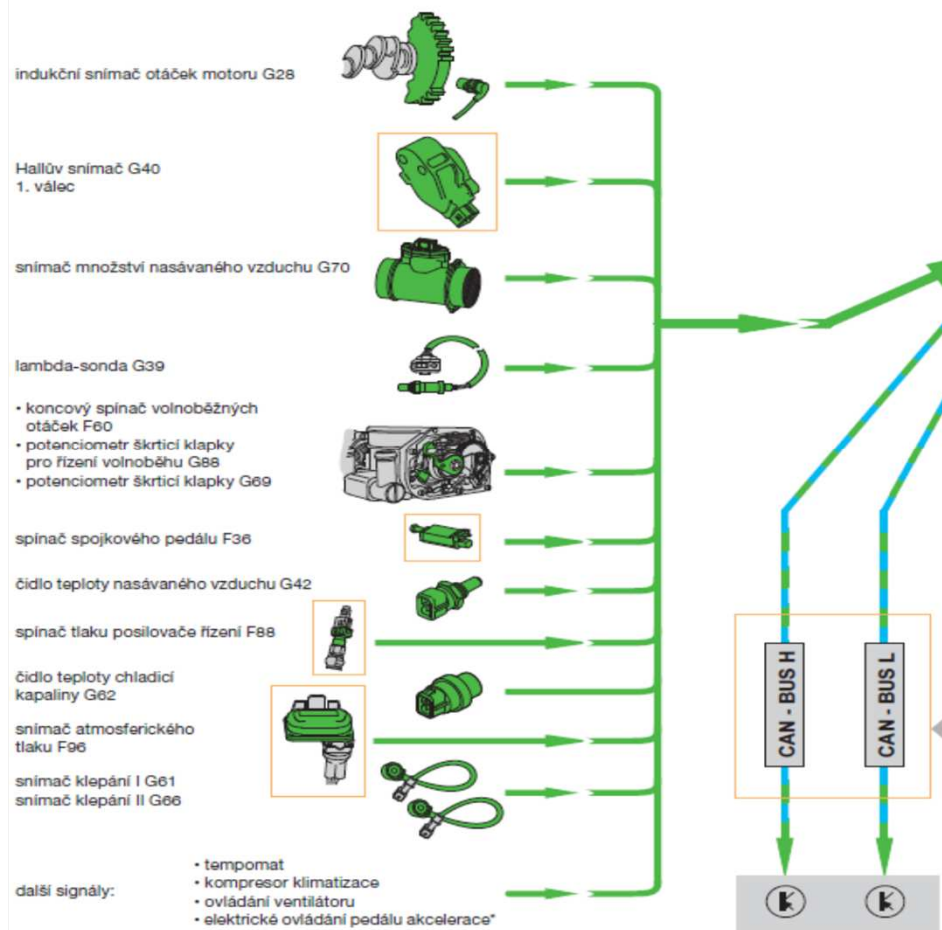 indukční snímač otáček motoru G28
Hallův snímač G40
1. válec
snímač množství nasávaného vzduchu G70
lambda-sonda G39
• koncový spínač volnoběžných
otáček F60
• potenciometr škrticí klapky
pro řízení volnoběhu G88
• potenciometr škrticí klapky G69
spínač spojkového pedálu F36
čidlo teploty nasávaného vzduchu G42
spínač tlaku posilovače řízení F88
čidlo teploty chladicí
kapaliny G62
snímač atmosferického
tlaku F96
snímač klepání I G61
snímač klepání II G66
další signály:
• tempomat
• kompresor klimatizace
• ovládání ventilátoru
• elektrické ovládání pedálu akcelerace*
CAN - BUS H
CAN - BUS L